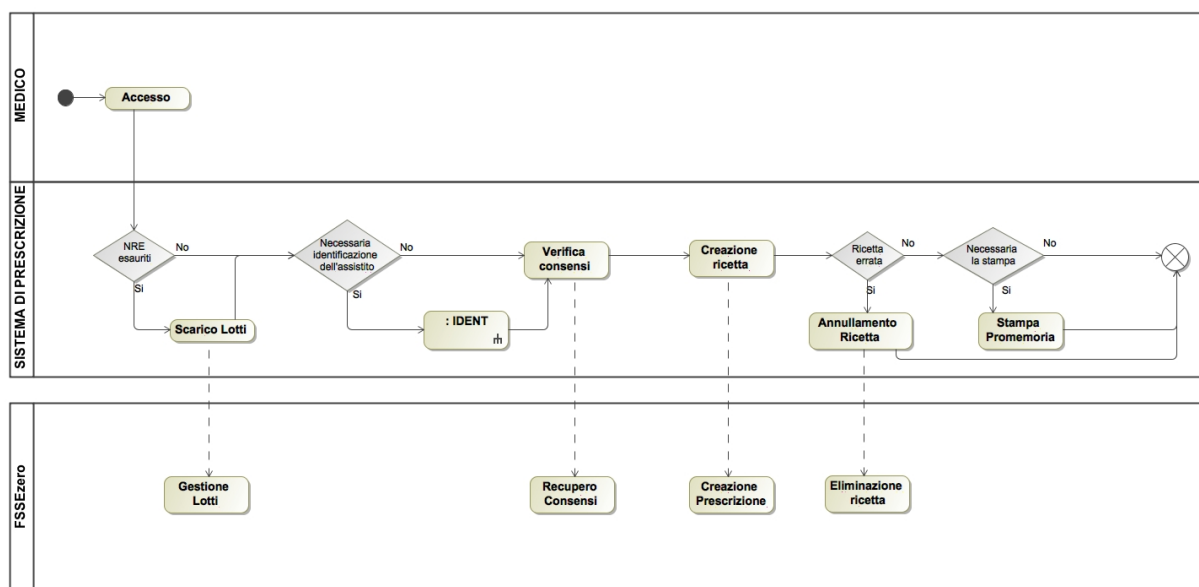 MEDICO
Accesso
SISTEMA DI PRESCRIZIONE
NRE
esauriti
No
Si
Scarico Lotti
Necessaria
identificazione
dell'assistito
No
Si
: IDENT
Verifica
consensi
Creazione
ricetta
Ricetta
errata
No
Si
Annullamento
Ricetta
Necessaria
la stampa
No
Si
Stampa
Promemoria
FSSEzero
Gestione
Lotti
Recupero
Consensi
Creazione
Prescrizione
Eliminazione
ricetta